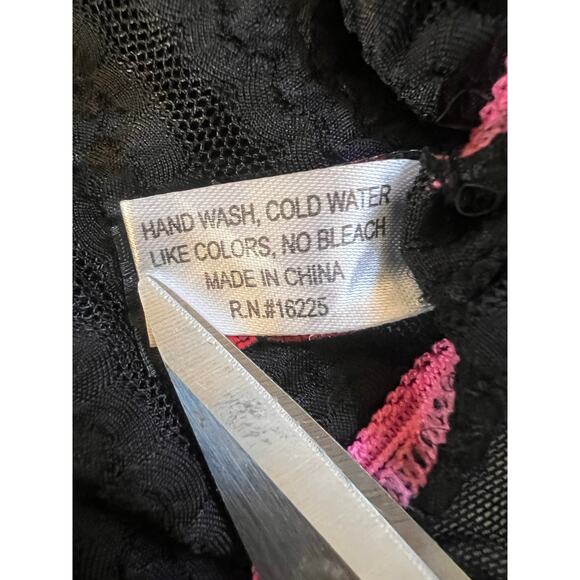 HAND WASH, COLD WATER
LIKE COLORS, NO BLEACH
MADE IN CHINA
R.N.#16225